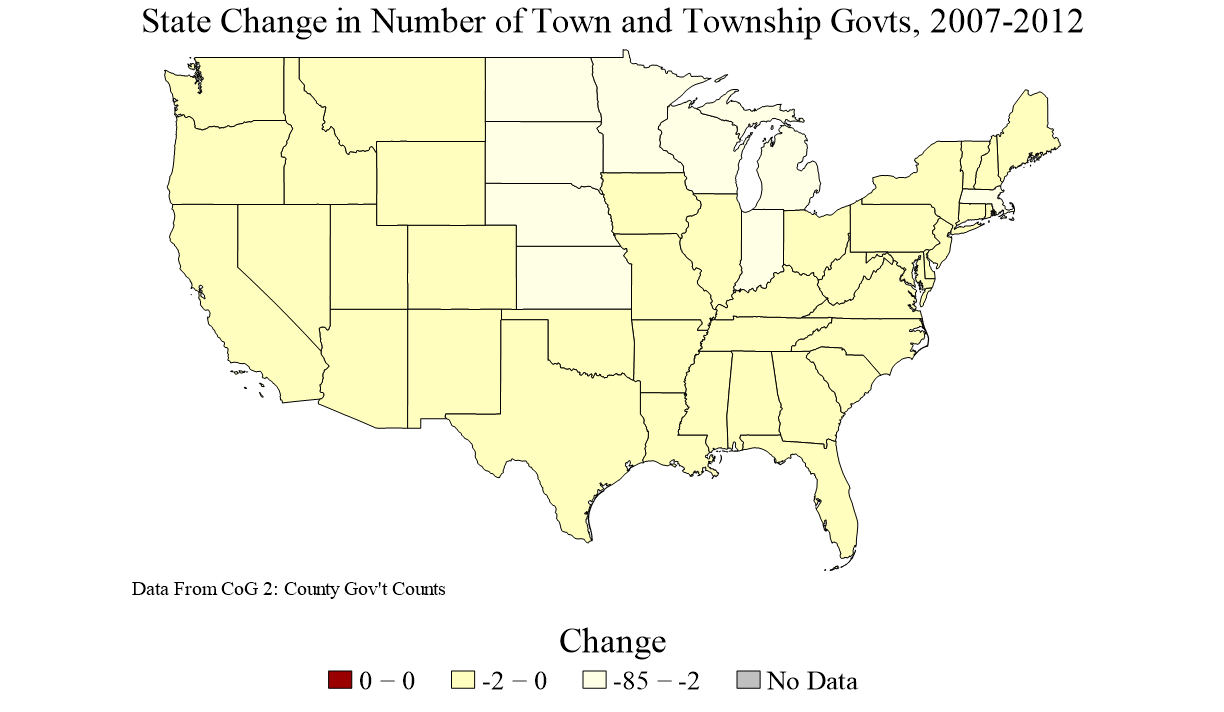 State Change in Number of Town and Township Govts, 2007-2012
Data From CoG 2: County Gov't Counts
Change
0 − 0 -2 − 0 -85 − -2 No Data